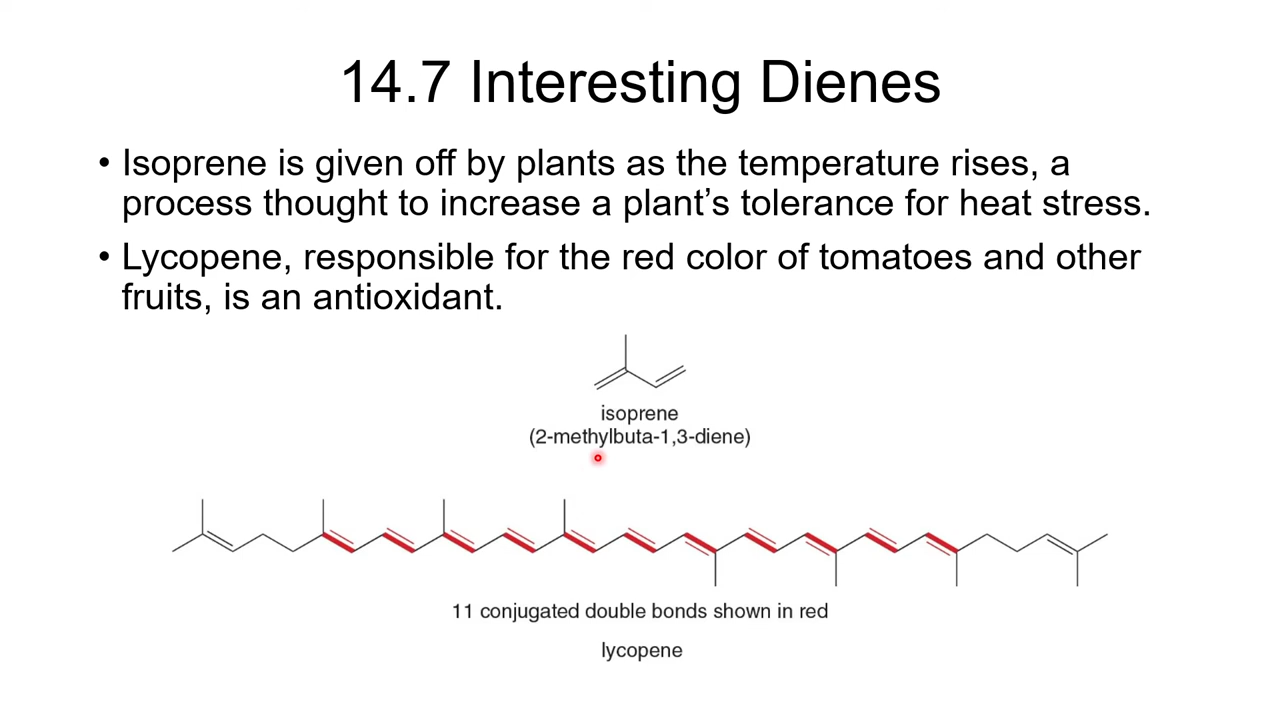 14.7 Interesting Dienes
• Isoprene is given off by plants as the temperature rises, a
process thought to increase a plant’s tolerance for heat stress.
• Lycopene, responsible for the red color of tomatoes and other
fruits, is an antioxidant.
isoprene
(2-methylbuta-1,3-diene)
11 conjugated double bonds shown in red
lycopene